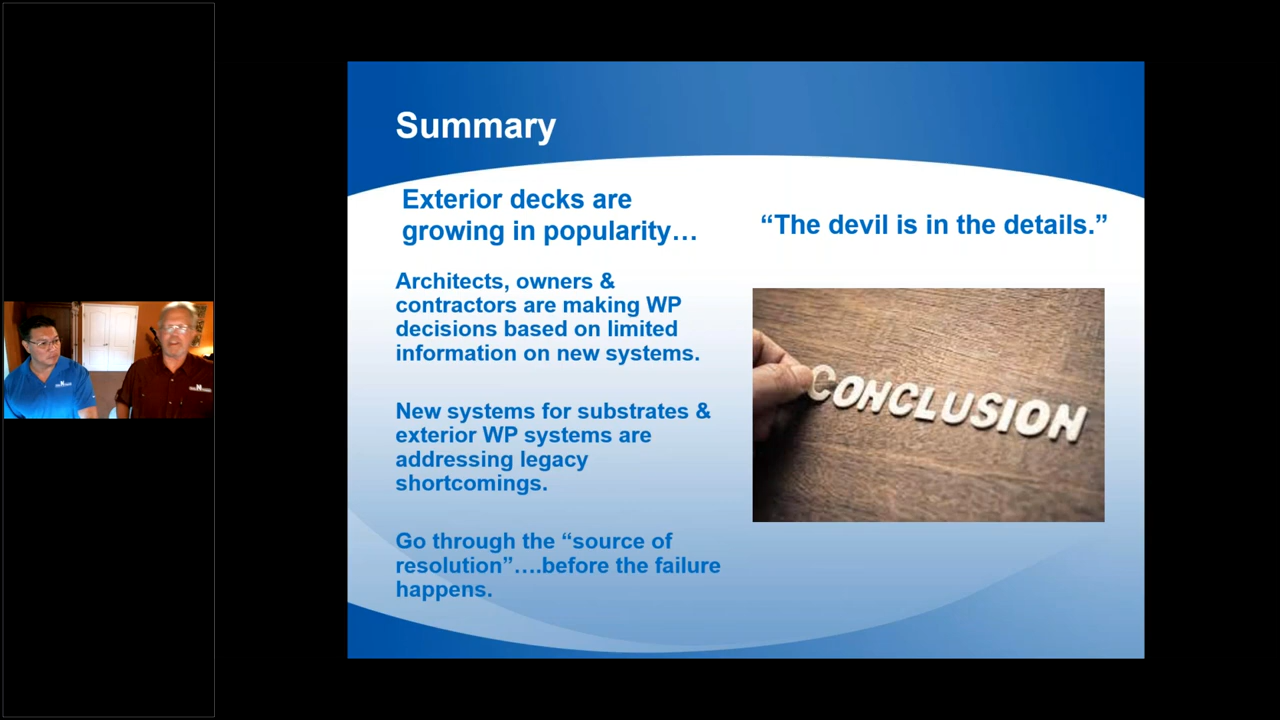 Summary
Exterior decks are
growing in popularity…
Architects, owners &
contractors are making WP
decisions based on limited
information on new systems.
New systems for substrates &
exterior WP systems are
addressing legacy
shortcomings.
Go through the “source of
resolution”….before the failure
happens.
“The devil is in the details.”
CONCLUSION